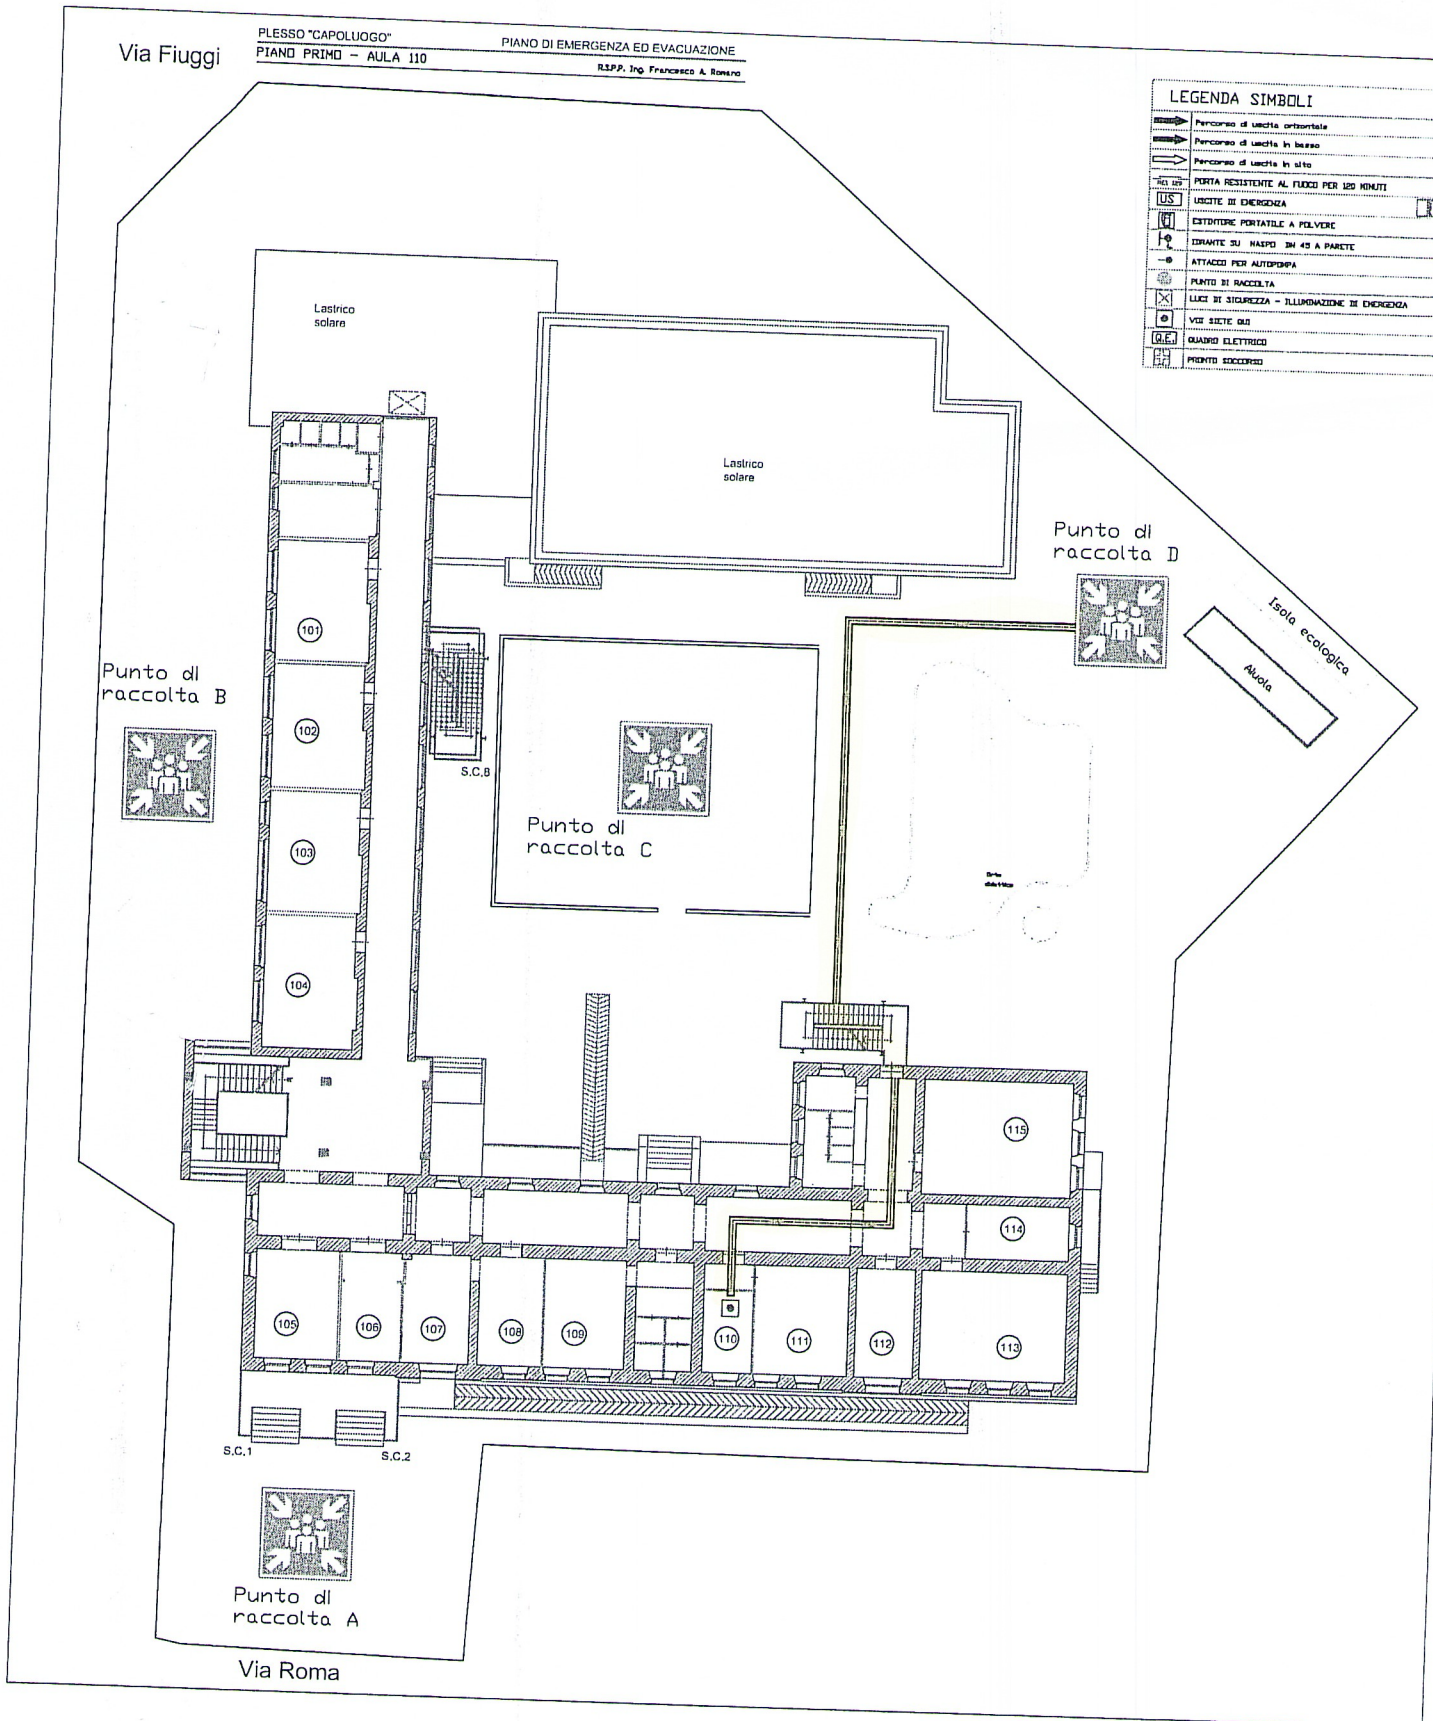 Via Fiuggi
PLESSO "CAPOLUOGO"
PIANO DI EMERGENZA ED EVACUAZIONE
PIANO PRIMO - AULA 110
R.S.P.P. Ing. Francesco A. Romano
LEGENDA SIMBOLI
Percorso di uscita orizzontale
Percorso di uscita in basso
Percorso di uscita in alto
REI 120 PORTA RESISTENTE AL FUOCO PER 120 MINUTI
US USCITE DI EMERGENZA
ESTINTORE PORTATILE A POLVERE
IDRANTE SU NASPO DN 45 A PARETE
ATTACCO PER AUTOPOMPA
PUNTO DI RACCOLTA
LUCI DI SICUREZZA - ILLUMINAZIONE DI EMERGENZA
VOI SIETE QUI
Q.E. QUADRO ELETTRICO
PRONTO SOCCORSO
Lastrico
solare
Lastrico
solare
Punto di
raccolta D
Isola ecologica
Aiuola
101
Punto di
raccolta B
102
S.C.8
Punto di
raccolta C
103
Orto
didattico
104
115
114
105
106
107
108
109
110
111
112
113
S.C.1
S.C.2
Punto di
raccolta A
Via Roma